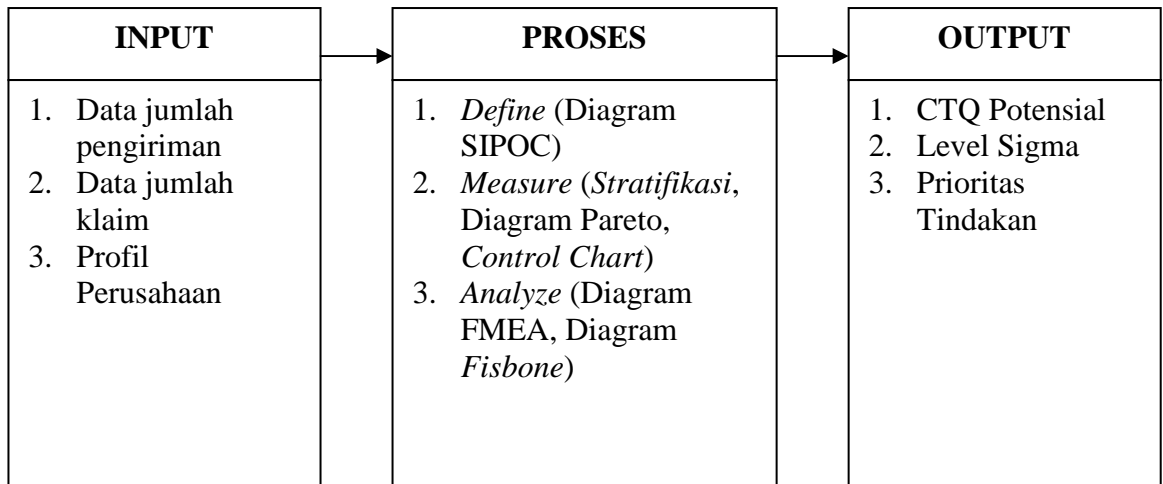 INPUT
1. Data jumlah
pengiriman
2. Data jumlah
klaim
3. Profil
Perusahaan
PROSES
1. Define (Diagram
SIPOC)
2. Measure (Stratifikasi,
Diagram Pareto,
Control Chart)
3. Analyze (Diagram
FMEA, Diagram
Fisbone)
OUTPUT
1. CTQ Potensial
2. Level Sigma
3. Prioritas
Tindakan